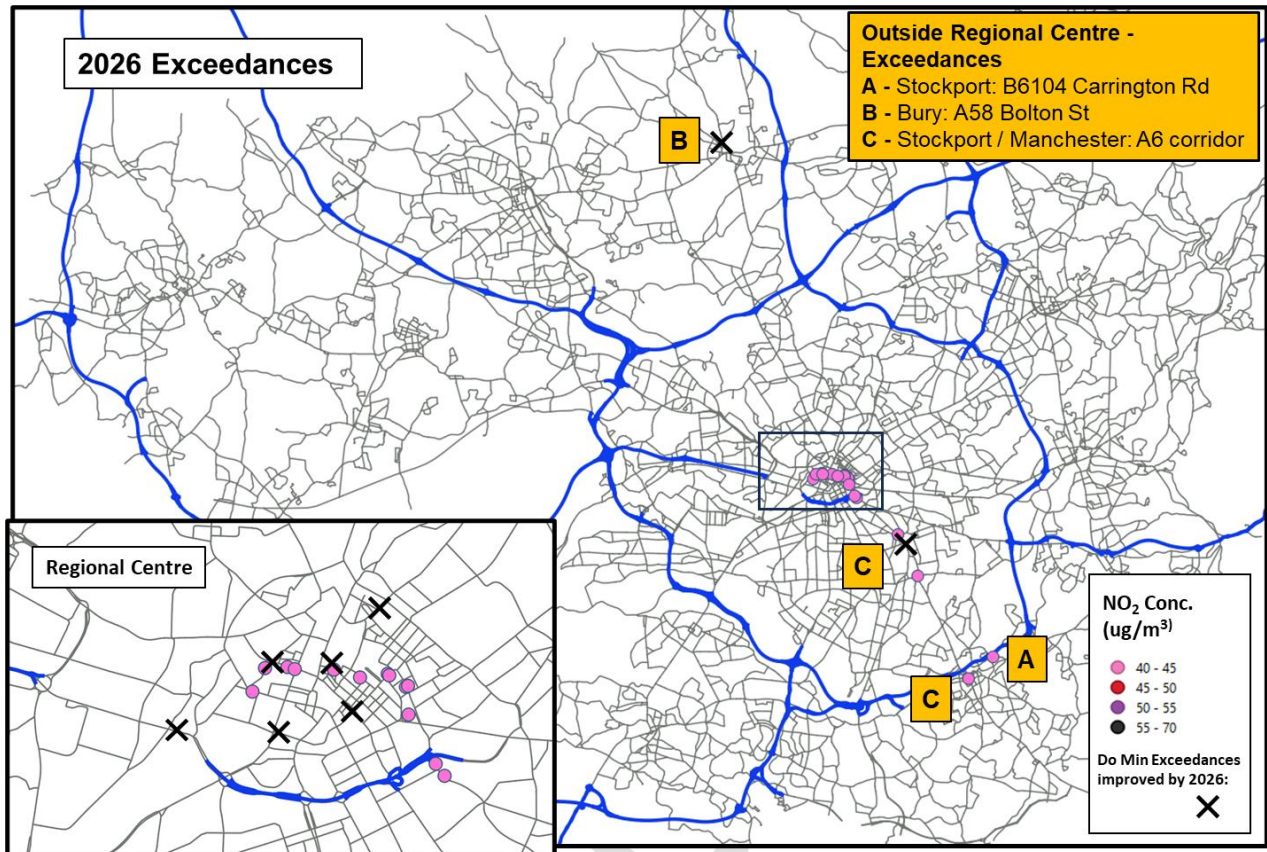 2026 Exceedances
Outside Regional Centre -
Exceedances
A - Stockport: B6104 Carrington Rd
B - Bury: A58 Bolton St
C - Stockport / Manchester: A6 corridor
B
C
A
C
Regional Centre
NO₂ Conc.
(ug/m³⁾
40 - 45
45 - 50
50 - 55
55 - 70
Do Min Exceedances
improved by 2026: